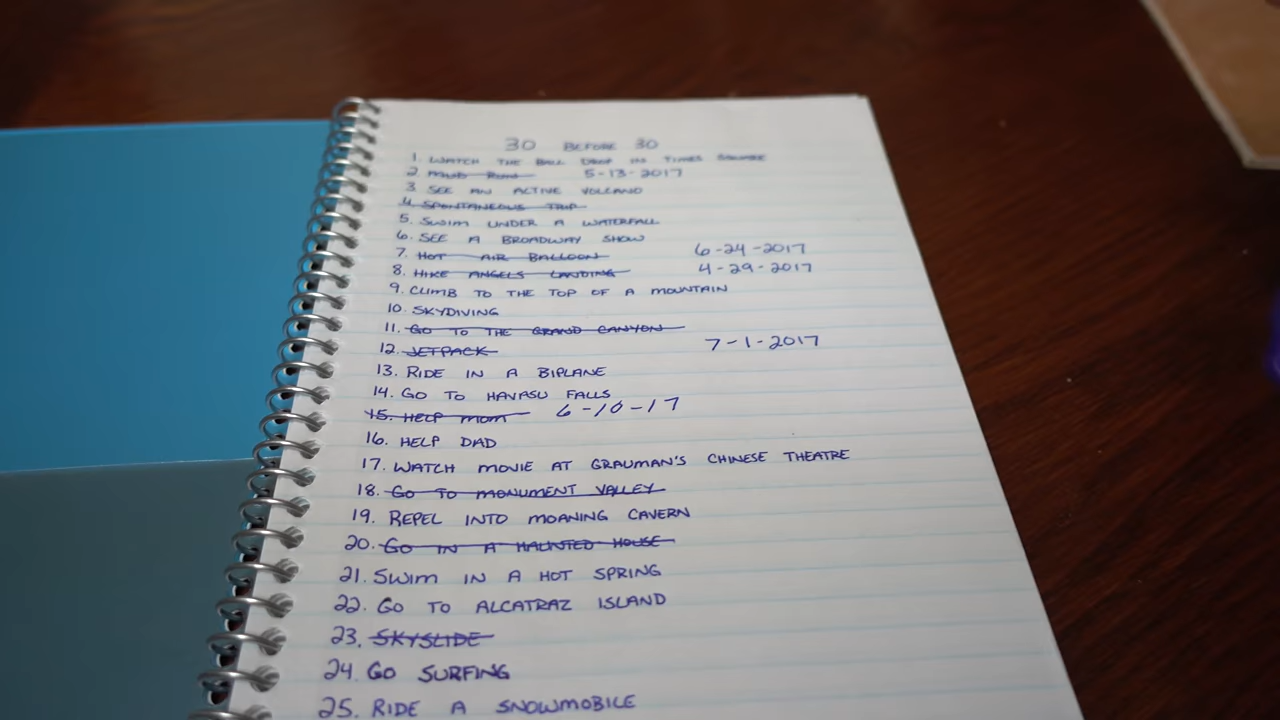 30 BEFORE 30
1. WATCH THE BALL DROP IN TIMES SQUARE
2. MUD RUN 5-13-2017
3. SEE AN ACTIVE VOLCANO
4. SPONTANEOUS TRIP
5. SWIM UNDER A WATERFALL
6. SEE A BROADWAY SHOW
7. HOT AIR BALLOON 6-24-2017
8. HIKE ANGELS LANDING 4-29-2017
9. CLIMB TO THE TOP OF A MOUNTAIN
10. SKYDIVING
11. GO TO THE GRAND CANYON
12. JETPACK 7-1-2017
13. RIDE IN A BIPLANE
14. GO TO HAVASU FALLS
15. HELP MOM 6-10-17
16. HELP DAD
17. WATCH MOVIE AT GRAUMAN'S CHINESE THEATRE
18. GO TO MONUMENT VALLEY
19. REPEL INTO MOANING CAVERN
20. GO IN A HAUNTED HOUSE
21. SWIM IN A HOT SPRING
22. GO TO ALCATRAZ ISLAND
23. SKYSLIDE
24. GO SURFING
25. RIDE A SNOWMOBILE